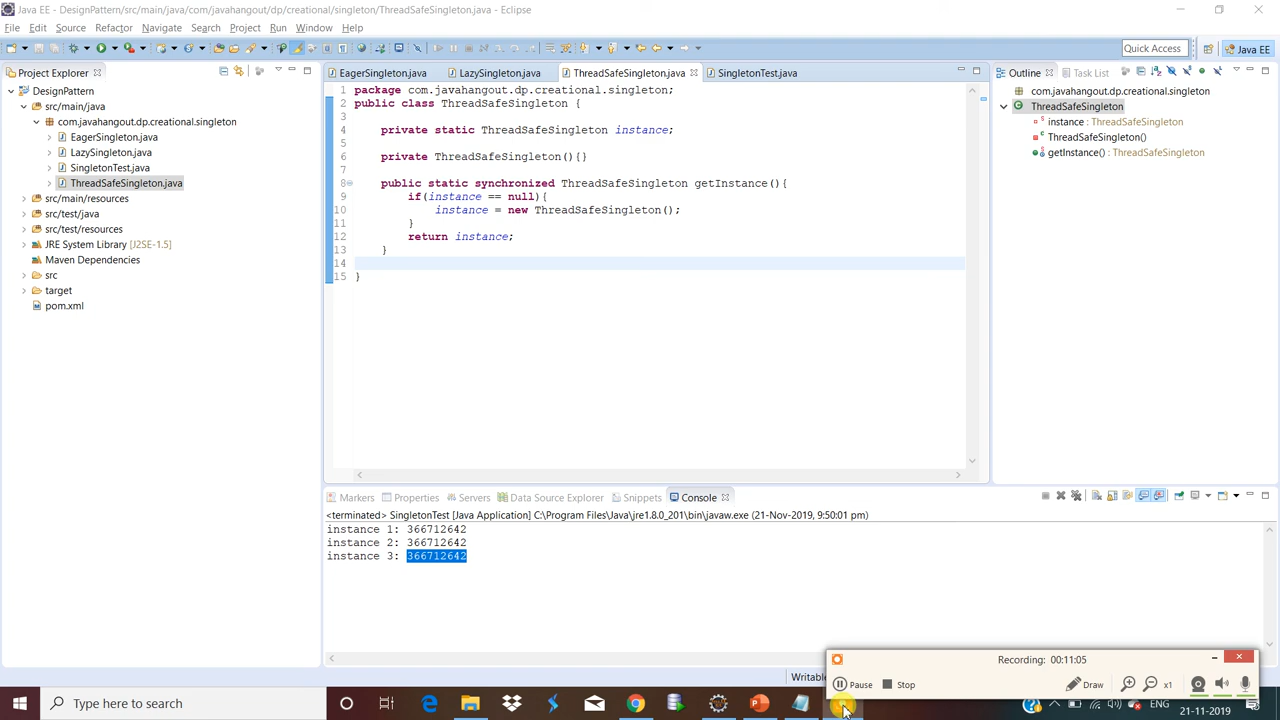 Java EE - DesignPattern/src/main/java/com/javahangout/dp/creational/singleton/ThreadSafeSingleton.java - Eclipse
File Edit Source Refactor Navigate Search Project Run Window Help
Quick Access
Java EE
Project Explorer
DesignPattern
src/main/java
com.javahangout.dp.creational.singleton
EagerSingleton.java
LazySingleton.java
SingletonTest.java
ThreadSafeSingleton.java
src/main/resources
src/test/java
src/test/resources
JRE System Library [J2SE-1.5]
Maven Dependencies
src
target
pom.xml
EagerSingleton.java LazySingleton.java ThreadSafeSingleton.java SingletonTest.java
1 package com.javahangout.dp.creational.singleton;
2 public class ThreadSafeSingleton {
3
4 private static ThreadSafeSingleton instance;
5
6 private ThreadSafeSingleton(){}
7
8 public static synchronized ThreadSafeSingleton getInstance(){
9 if(instance == null){
10 instance = new ThreadSafeSingleton();
11 }
12 return instance;
13 }
14
15 }
Outline Task List
com.javahangout.dp.creational.singleton
ThreadSafeSingleton
instance : ThreadSafeSingleton
ThreadSafeSingleton()
getInstance() : ThreadSafeSingleton
Markers Properties Servers Data Source Explorer Snippets Console
<terminated> SingletonTest [Java Application] C:\Program Files\Java\jre1.8.0_201\bin\javaw.exe (21-Nov-2019, 9:50:01 pm)
instance 1: 366712642
instance 2: 366712642
instance 3: 366712642
Recording: 00:11:05
Pause Stop Draw x1
Type here to search
ENG
9:50 pm
21-11-2019